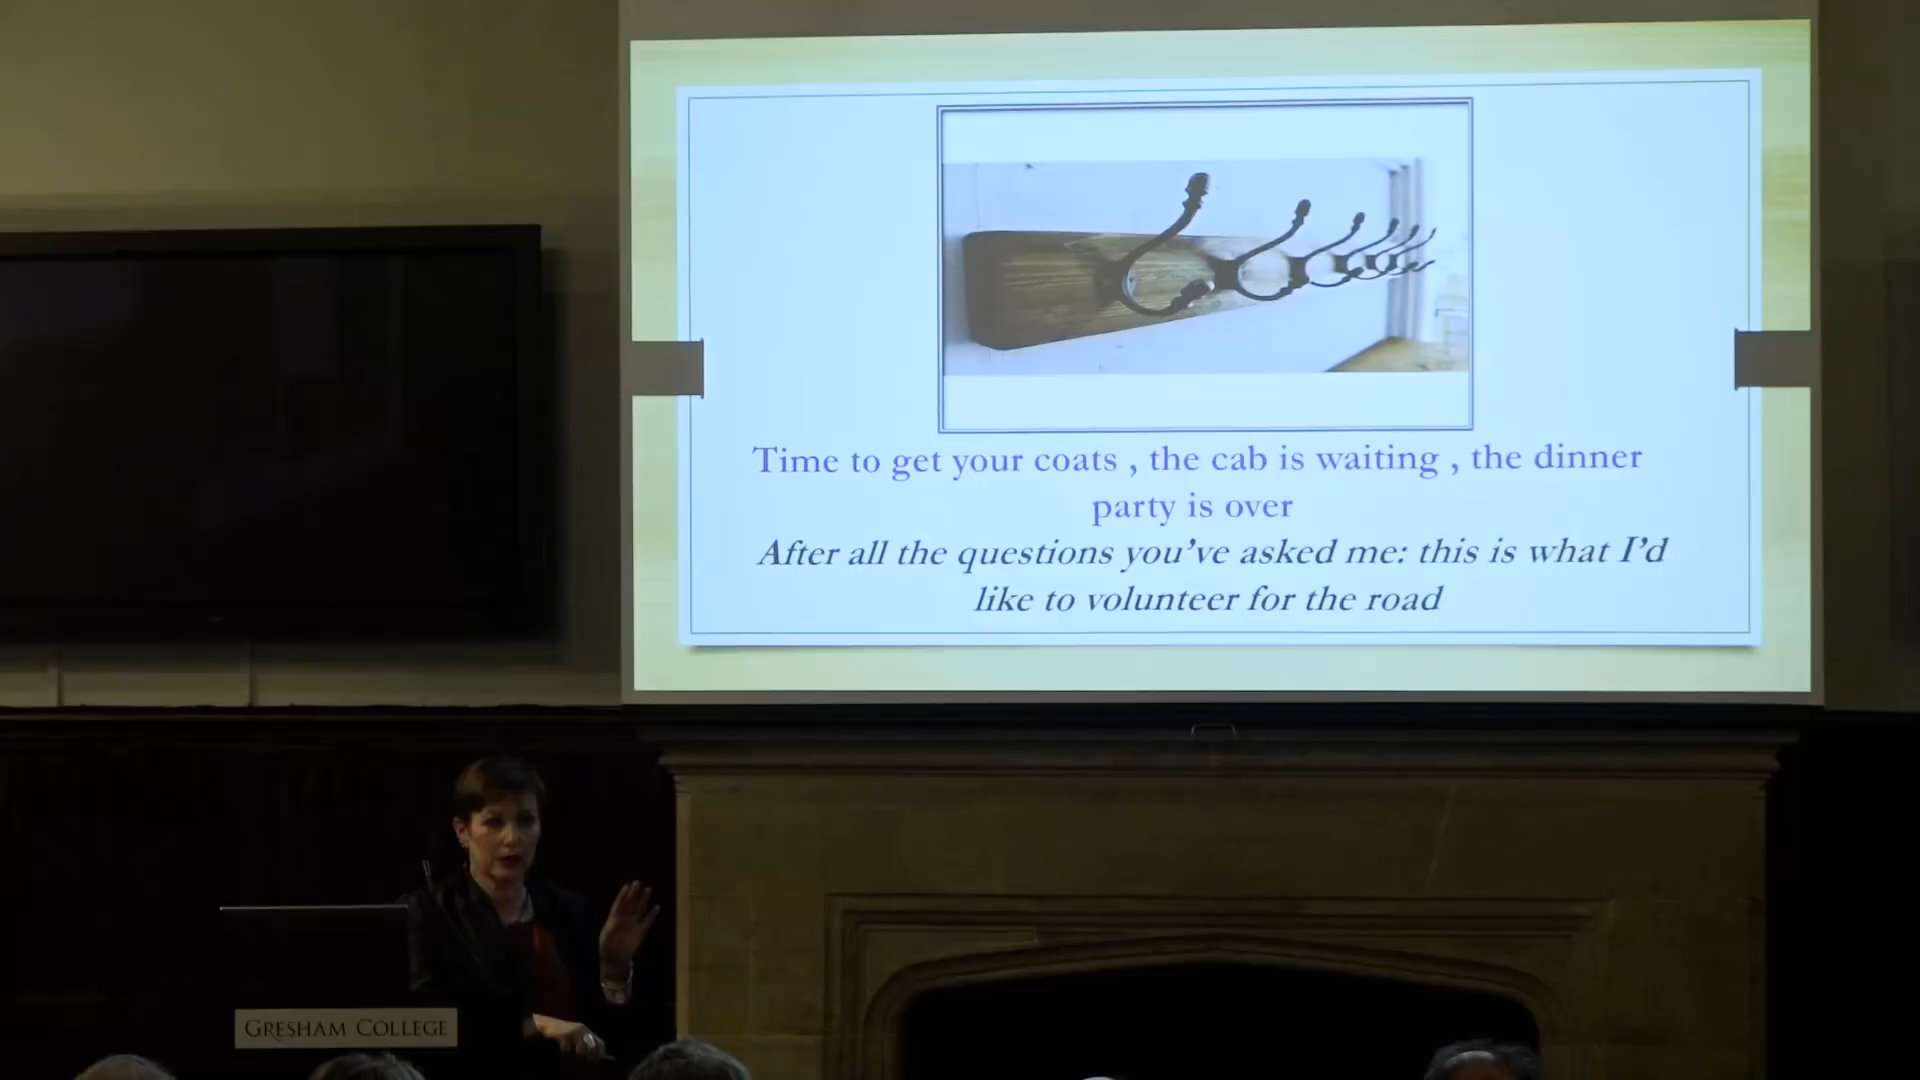 Time to get your coats , the cab is waiting , the dinner
party is over
After all the questions you've asked me: this is what I'd
like to volunteer for the road
GRESHAM COLLEGE